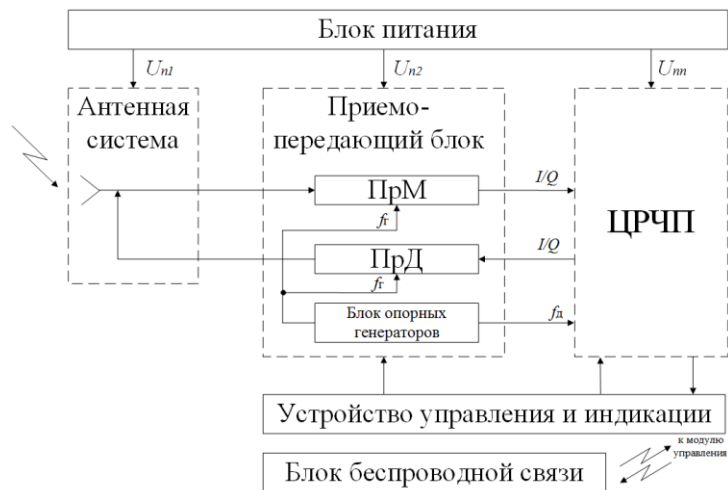 Блок питания
Uп1
Uп2
Uпn
Антенная
система
Приемо-
передающий блок
ПрМ
I/Q
fг
ЦРЧП
I/Q
ПрД
fг
Блок опорных
генераторов
fд
Устройство управления и индикации
к модулю
управления
Блок беспроводной связи